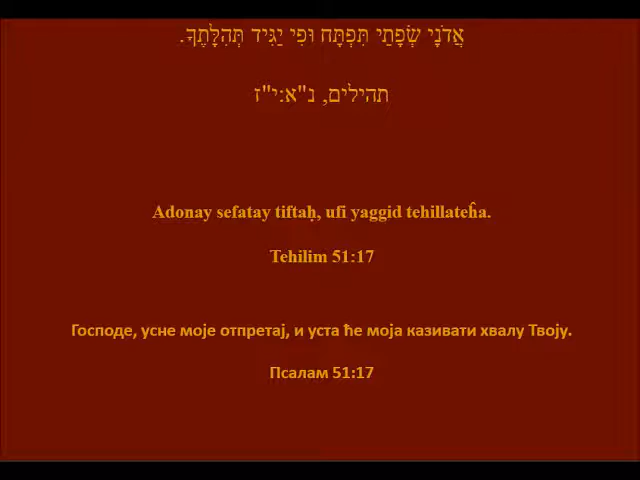 אֲדֹנָי שְׂפָתַי תִּפְתָּח וּפִי יַגִּיד תְּהִלָּתֶךָ.
תהילים, נ"א:י"ז
Adonay sefatay tiftaḥ, ufi yaggid tehillateĥa.
Tehilim 51:17
Господе, усне моје отпретај, и уста ће моја казивати хвалу Твоју.
Псалам 51:17